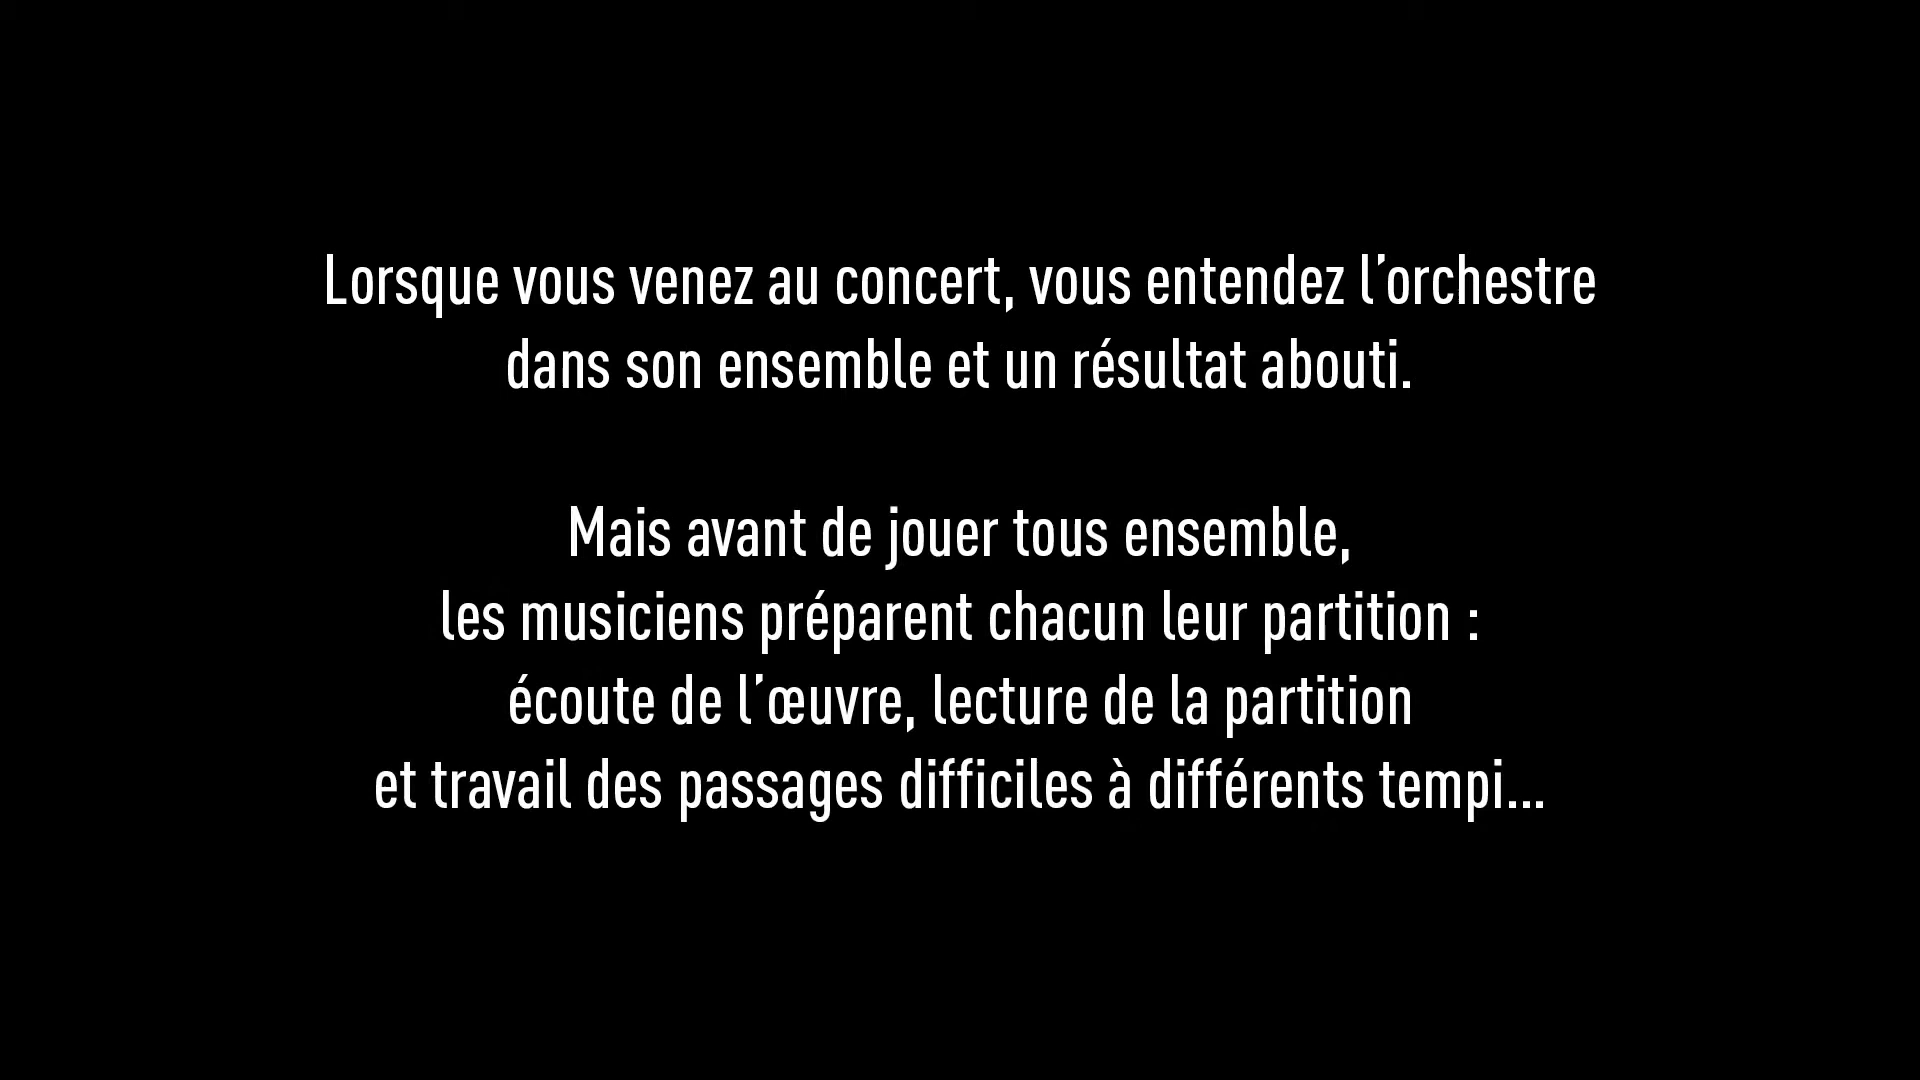 Lorsque vous venez au concert, vous entendez l’orchestre
dans son ensemble et un résultat abouti.
Mais avant de jouer tous ensemble,
les musiciens préparent chacun leur partition :
écoute de l’œuvre, lecture de la partition
et travail des passages difficiles à différents tempi...